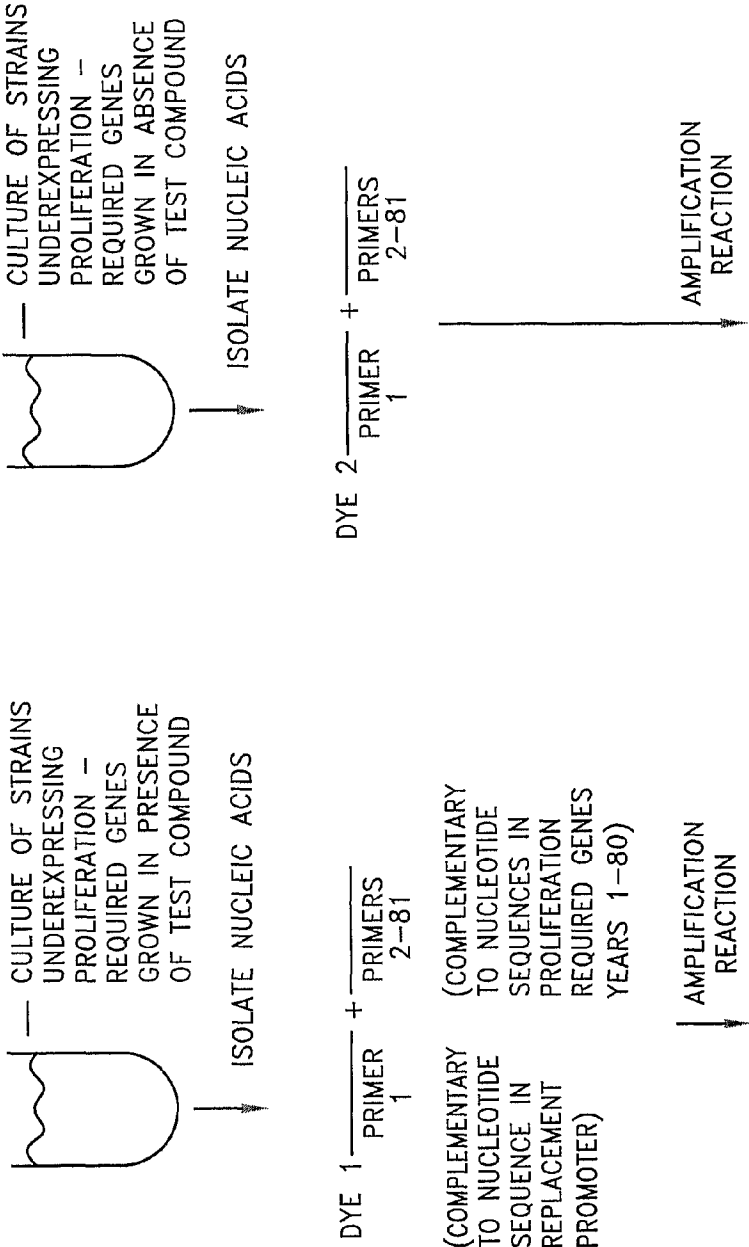 — CULTURE OF STRAINS
UNDEREXPRESSING
PROLIFERATION –
REQUIRED GENES
GROWN IN PRESENCE
OF TEST COMPOUND
ISOLATE NUCLEIC ACIDS
DYE 1 PRIMER 1 + PRIMERS 2–81
(COMPLEMENTARY
TO NUCLEOTIDE
SEQUENCE IN
REPLACEMENT
PROMOTER)
(COMPLEMENTARY
TO NUCLEOTIDE
SEQUENCES IN
PROLIFERATION
REQUIRED GENES
YEARS 1–80)
AMPLIFICATION
REACTION
— CULTURE OF STRAINS
UNDEREXPRESSING
PROLIFERATION –
REQUIRED GENES
GROWN IN ABSENCE
OF TEST COMPOUND
ISOLATE NUCLEIC ACIDS
DYE 2 PRIMER 1 + PRIMERS 2–81
AMPLIFICATION
REACTION